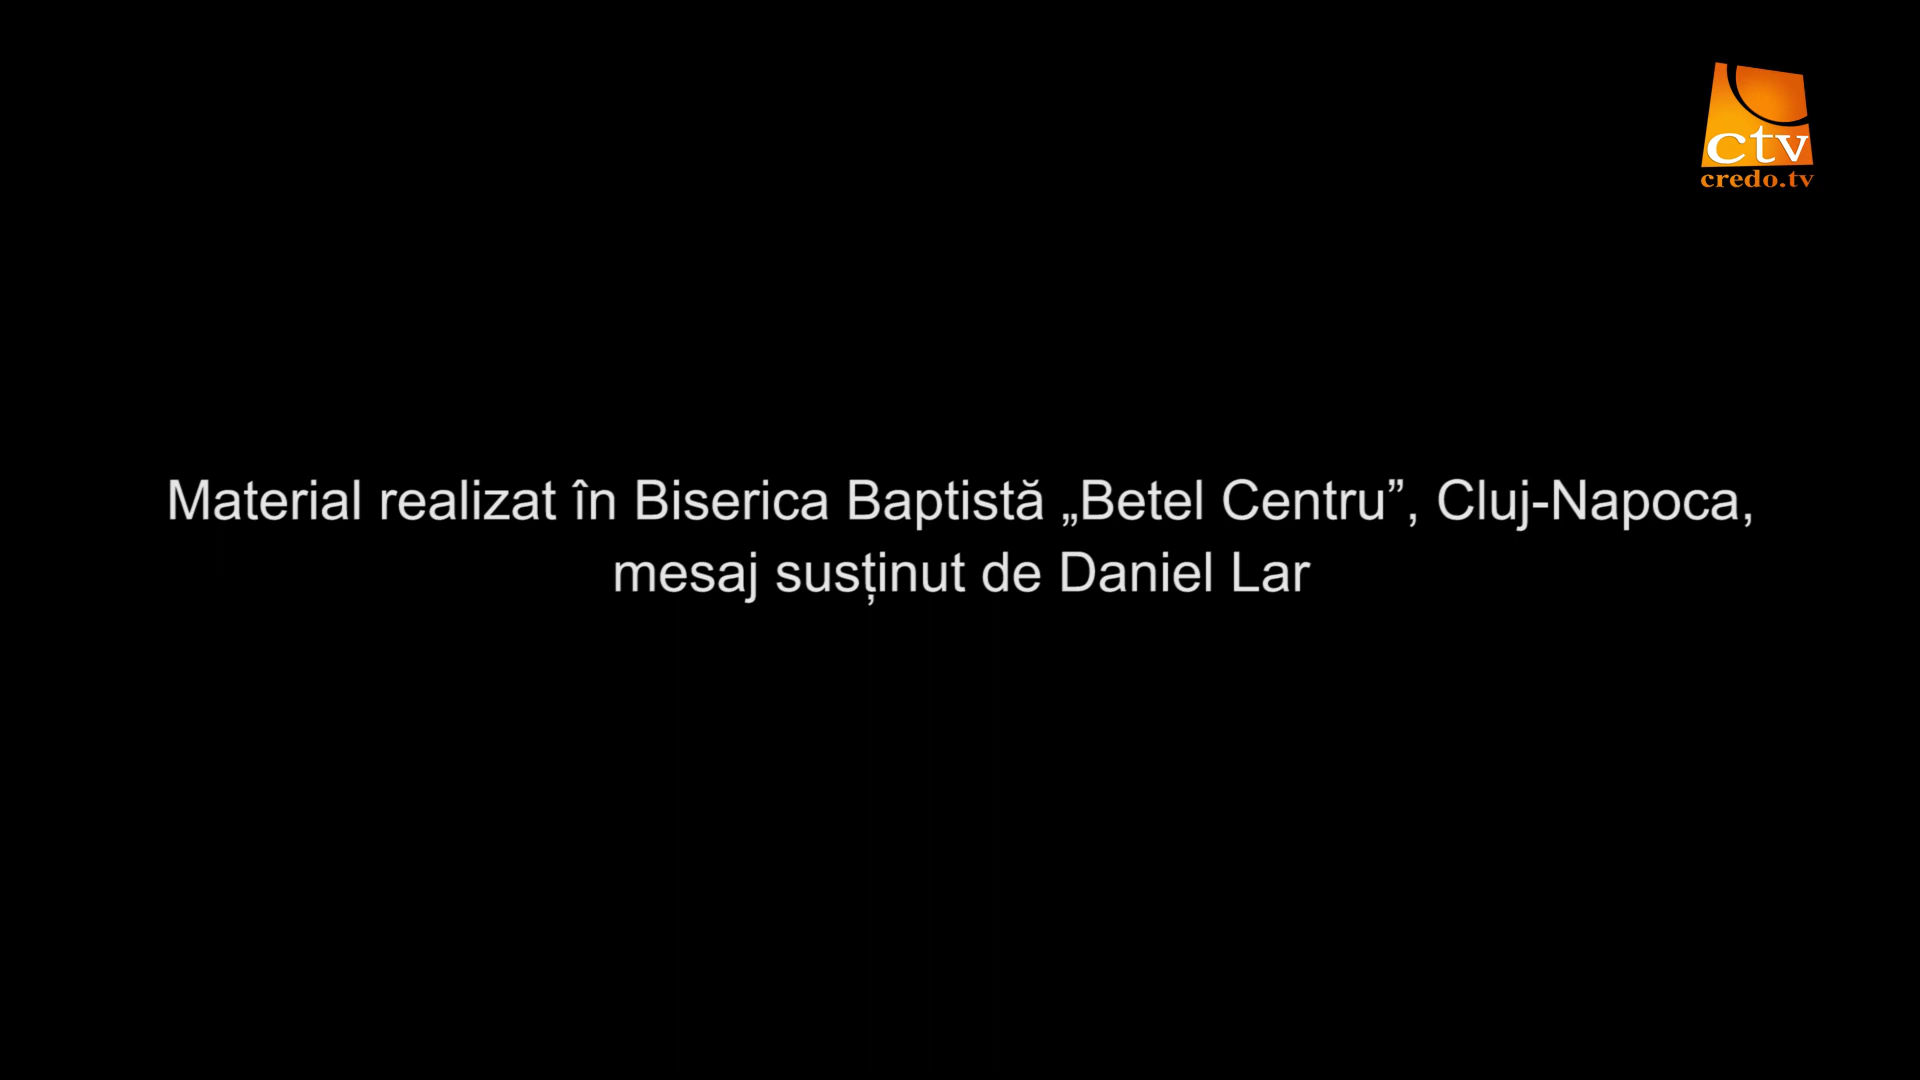 ctv
credo.tv
Material realizat în Biserica Baptistă „Betel Centru”, Cluj-Napoca,
mesaj susținut de Daniel Lar